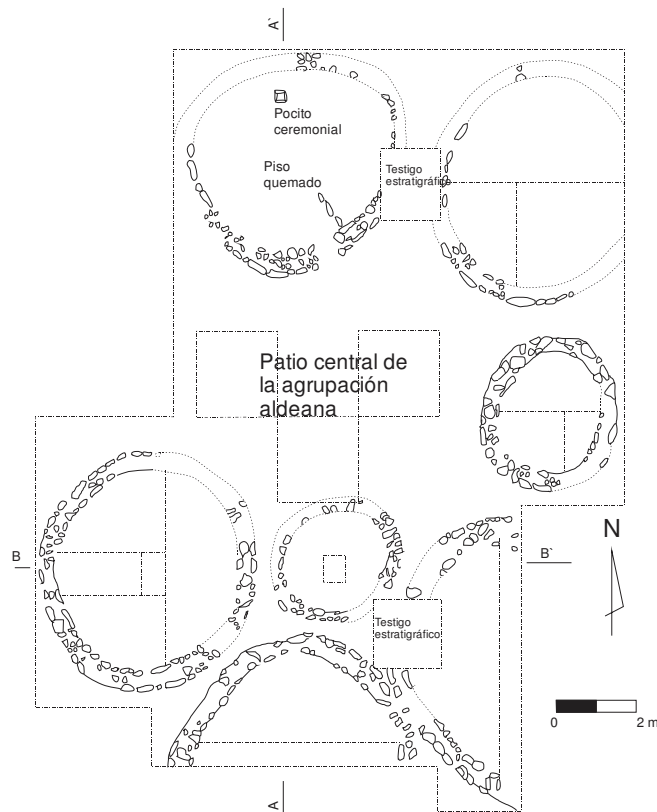 A`
Pocito
ceremonial
Piso
quemado
Testigo
estratigráfico
Patio central de
la agrupación
aldeana
N
B
B`
Testigo
estratigráfico
0 2 m
A